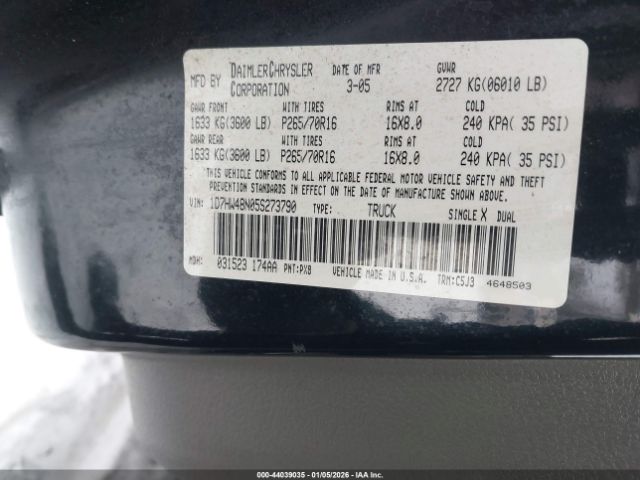 MFD BY DAIMLERCHRYSLER CORPORATION DATE OF MFR 3-05 GVWR 2727 KG(06010 LB)
GAWR FRONT WITH TIRES RIMS AT COLD
1633 KG(3600 LB) P265/70R16 16X8.0 240 KPA( 35 PSI)
GAWR REAR WITH TIRES RIMS AT COLD
1633 KG(3600 LB) P265/70R16 16X8.0 240 KPA( 35 PSI)
THIS VEHICLE CONFORMS TO ALL APPLICABLE FEDERAL MOTOR VEHICLE SAFETY AND THEFT
PREVENTION STANDARDS IN EFFECT ON THE DATE OF MANUFACTURE SHOWN ABOVE.
VIN: 1D7HW48N05S273790 TYPE: TRUCK SINGLE X DUAL
MDH: 031523 174AA PNT:PX8 VEHICLE MADE IN U.S.A. TRM:C5J3 4648503
000-44039035 - 01/05/2026 - IAAI.COM